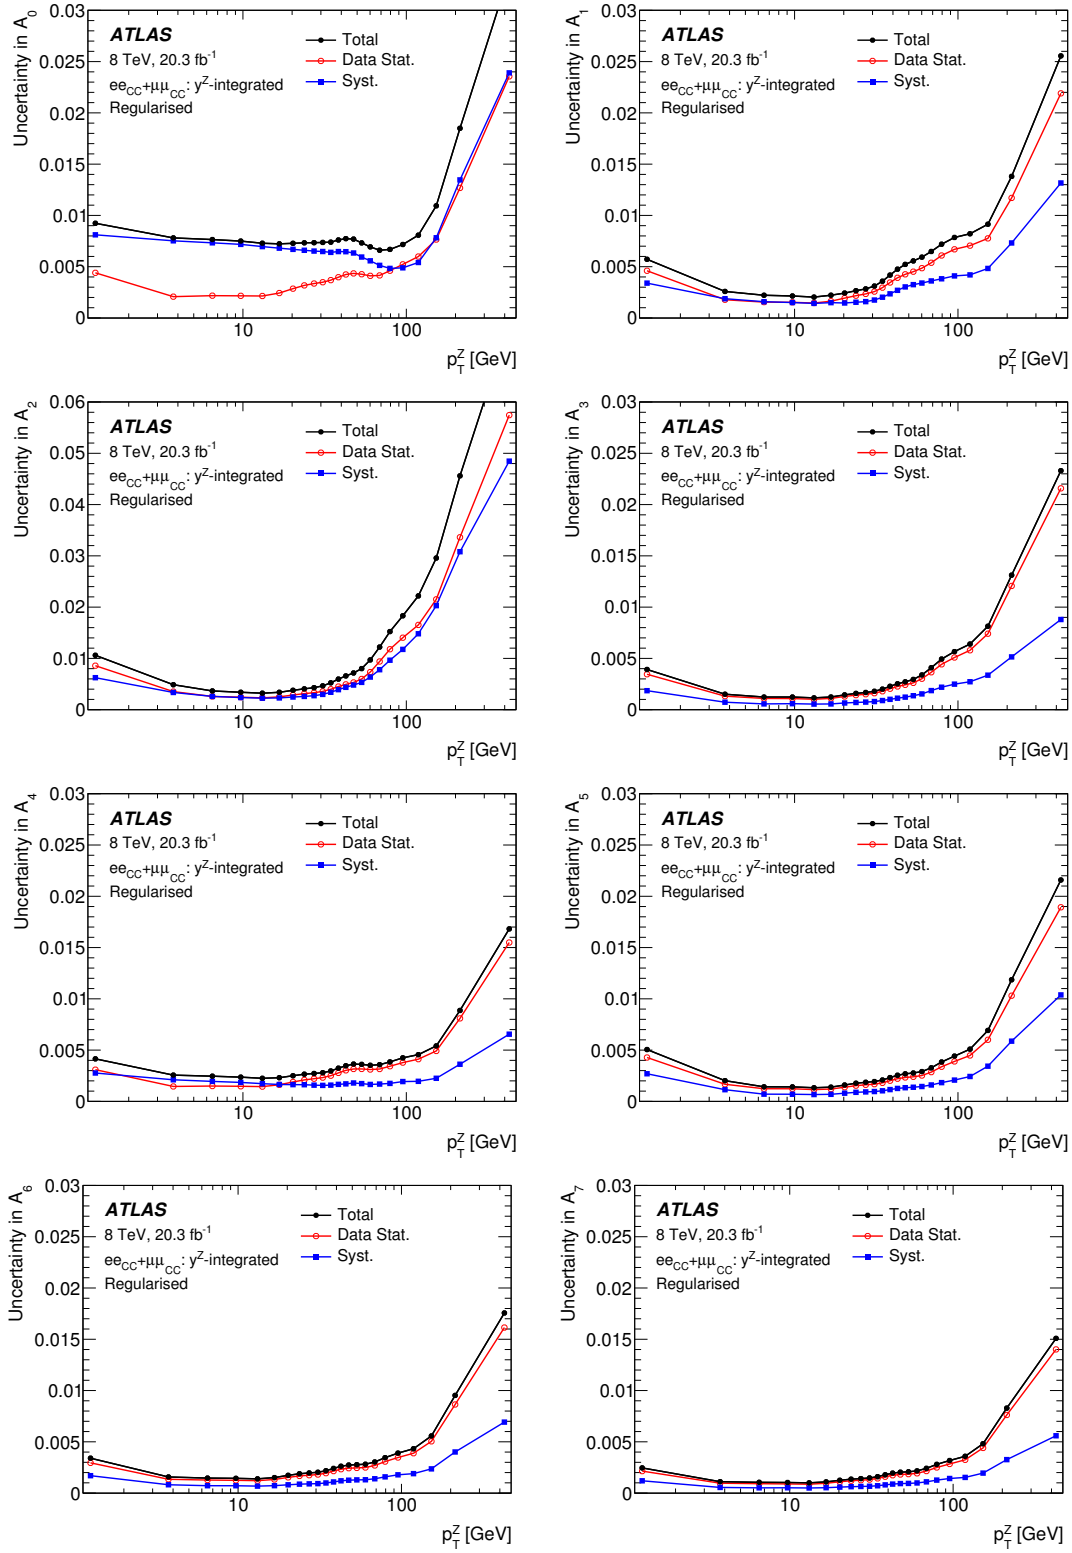 Uncertainty in A0
ATLAS
8 TeV, 20.3 fb-1
eeCC+μμCC: yZ-integrated
Regularised
Total
Data Stat.
Syst.
0.03
0.025
0.02
0.015
0.01
0.005
0
10
100
pTZ [GeV]
Uncertainty in A1
ATLAS
8 TeV, 20.3 fb-1
eeCC+μμCC: yZ-integrated
Regularised
Total
Data Stat.
Syst.
0.03
0.025
0.02
0.015
0.01
0.005
0
10
100
pTZ [GeV]
Uncertainty in A2
ATLAS
8 TeV, 20.3 fb-1
eeCC+μμCC: yZ-integrated
Regularised
Total
Data Stat.
Syst.
0.06
0.05
0.04
0.03
0.02
0.01
0
10
100
pTZ [GeV]
Uncertainty in A3
ATLAS
8 TeV, 20.3 fb-1
eeCC+μμCC: yZ-integrated
Regularised
Total
Data Stat.
Syst.
0.03
0.025
0.02
0.015
0.01
0.005
0
10
100
pTZ [GeV]
Uncertainty in A4
ATLAS
8 TeV, 20.3 fb-1
eeCC+μμCC: yZ-integrated
Regularised
Total
Data Stat.
Syst.
0.03
0.025
0.02
0.015
0.01
0.005
0
10
100
pTZ [GeV]
Uncertainty in A5
ATLAS
8 TeV, 20.3 fb-1
eeCC+μμCC: yZ-integrated
Regularised
Total
Data Stat.
Syst.
0.03
0.025
0.02
0.015
0.01
0.005
0
10
100
pTZ [GeV]
Uncertainty in A6
ATLAS
8 TeV, 20.3 fb-1
eeCC+μμCC: yZ-integrated
Regularised
Total
Data Stat.
Syst.
0.03
0.025
0.02
0.015
0.01
0.005
0
10
100
pTZ [GeV]
Uncertainty in A7
ATLAS
8 TeV, 20.3 fb-1
eeCC+μμCC: yZ-integrated
Regularised
Total
Data Stat.
Syst.
0.03
0.025
0.02
0.015
0.01
0.005
0
10
100
pTZ [GeV]